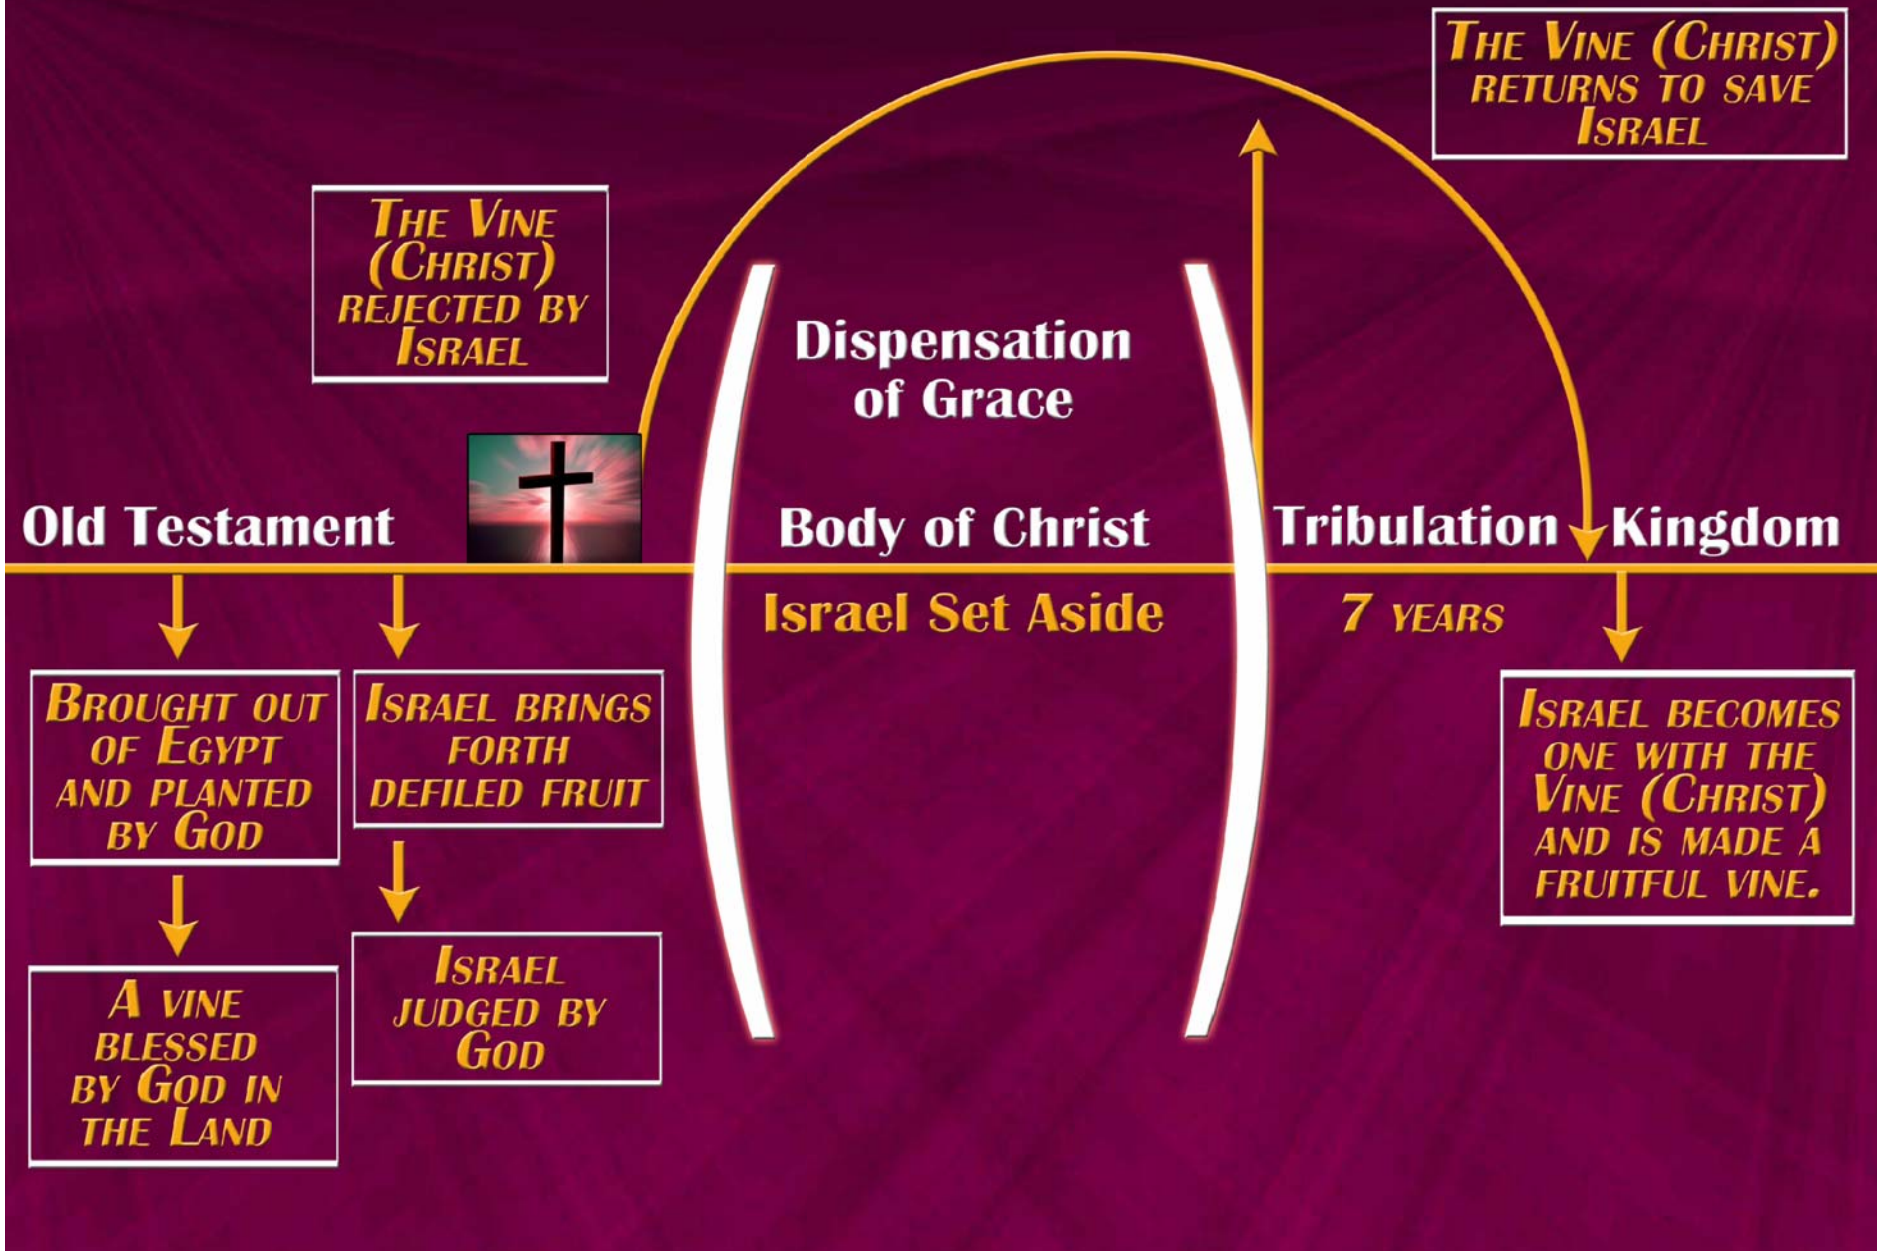 The Vine (Christ)
returns to save
Israel
The Vine
(Christ)
rejected by
Israel
Dispensation
of Grace
Old Testament
Body of Christ
Tribulation
Kingdom
Israel Set Aside
7 years
Brought out
of Egypt
and planted
by God
Israel brings
forth
defiled fruit
Israel becomes
one with the
Vine (Christ)
and is made a
fruitful vine.
A vine
blessed
by God in
the Land
Israel
judged by
God